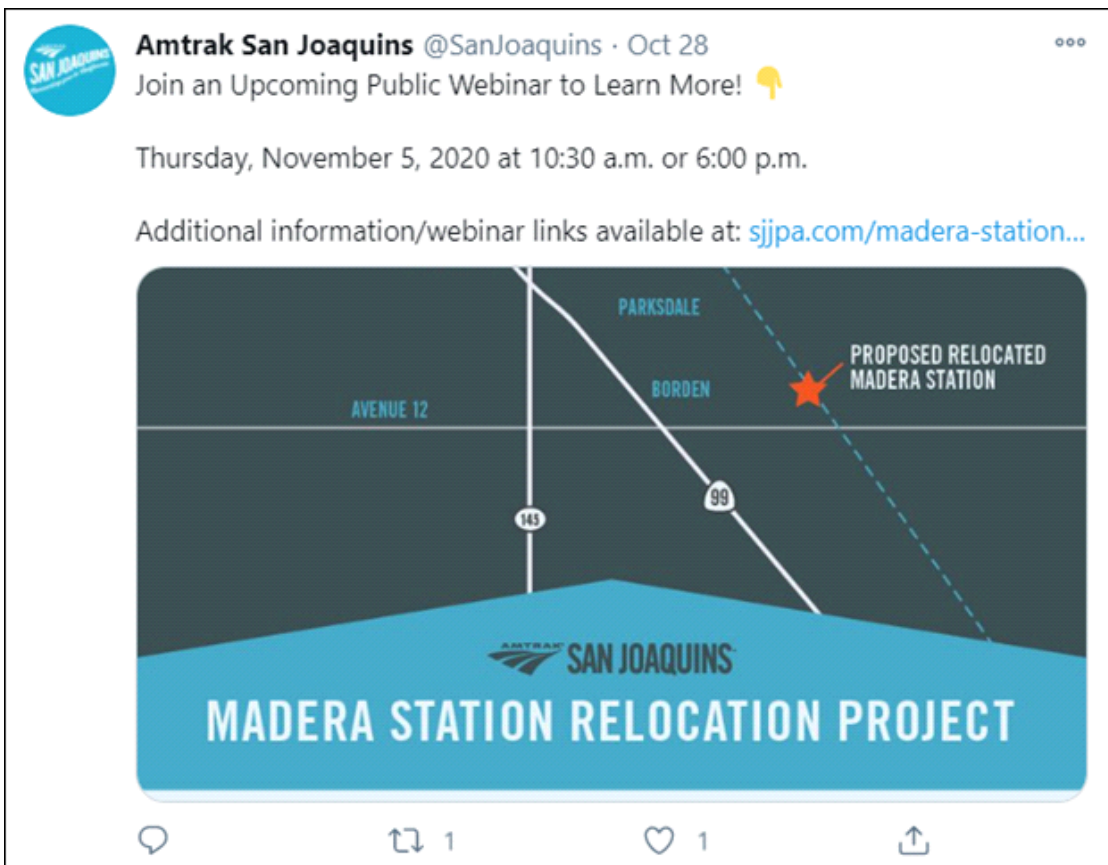 Amtrak San Joaquins @SanJoaquins · Oct 28
Join an Upcoming Public Webinar to Learn More! 👇
Thursday, November 5, 2020 at 10:30 a.m. or 6:00 p.m.
Additional information/webinar links available at: sjjpa.com/madera-station...
SAN JOAQUINS
PARKSDALE
PROPOSED RELOCATED
MADERA STATION
BORDEN
AVENUE 12
99
145
AMTRAK
SAN JOAQUINS
MADERA STATION RELOCATION PROJECT
1
1